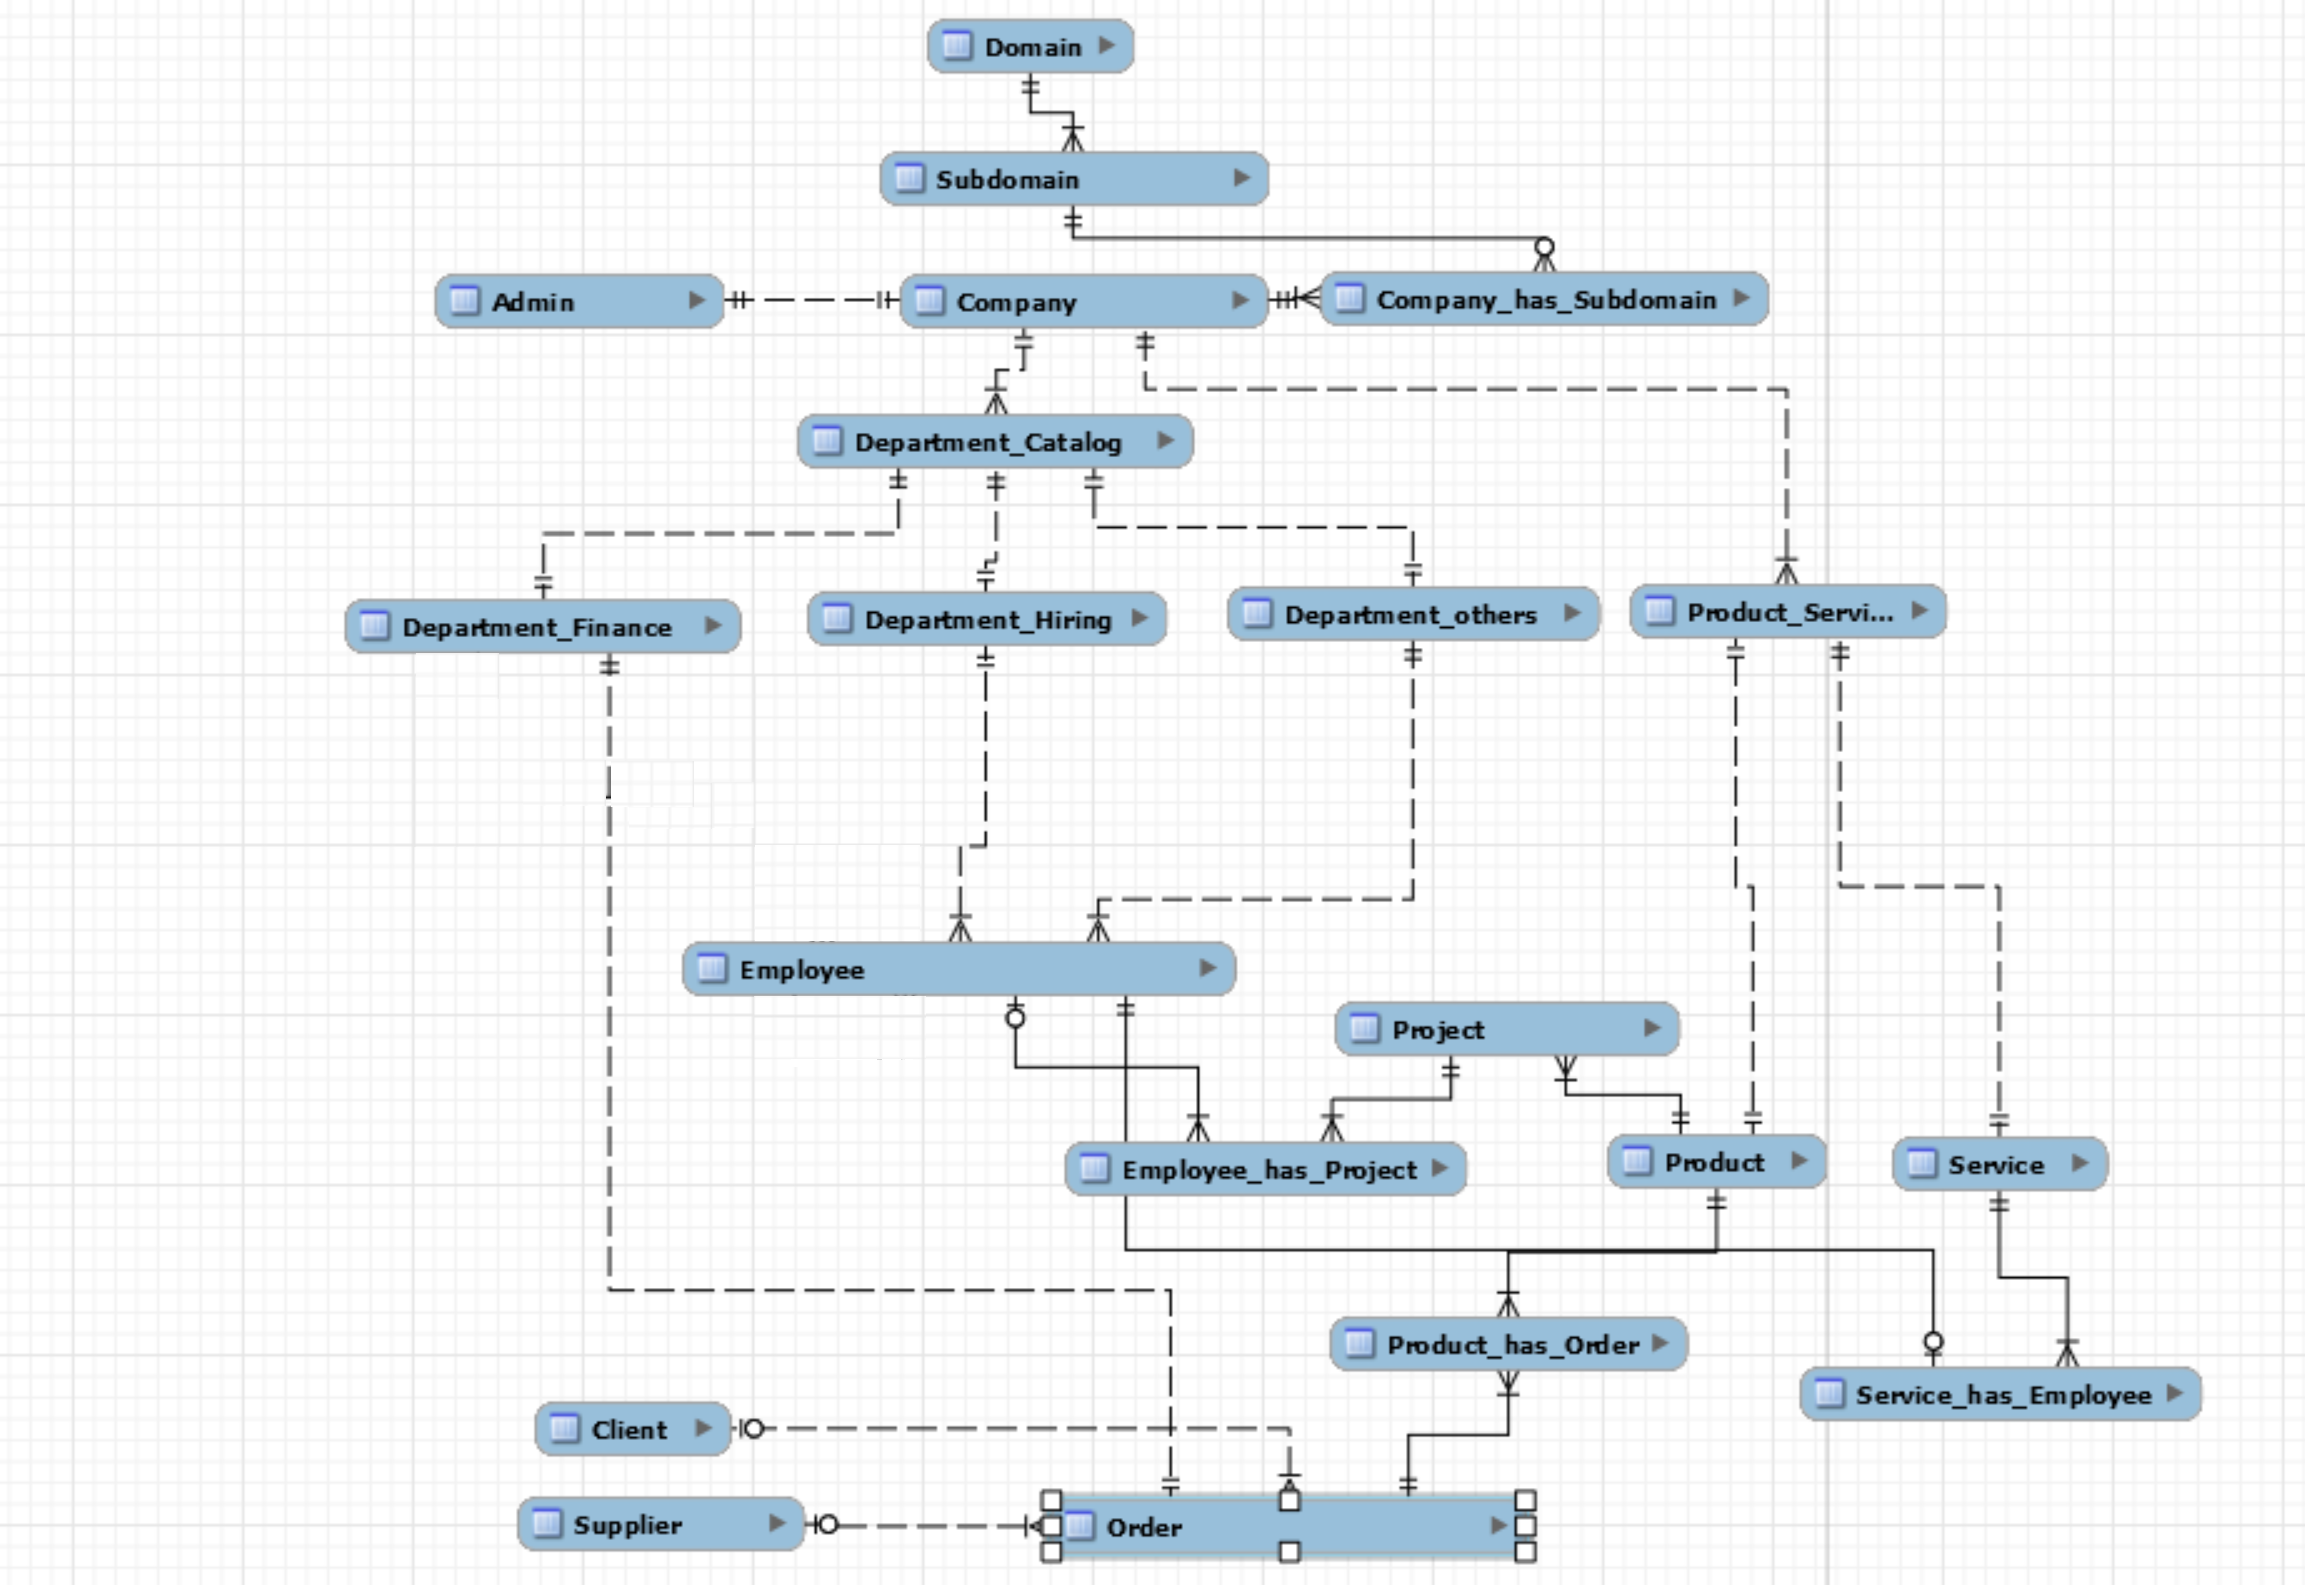 Domain
Subdomain
Admin
Company
Company_has_Subdomain
Department_Catalog
Department_Finance
Department_Hiring
Department_others
Product_Servi...
Employee
Project
Employee_has_Project
Product
Service
Product_has_Order
Service_has_Employee
Client
Supplier
Order